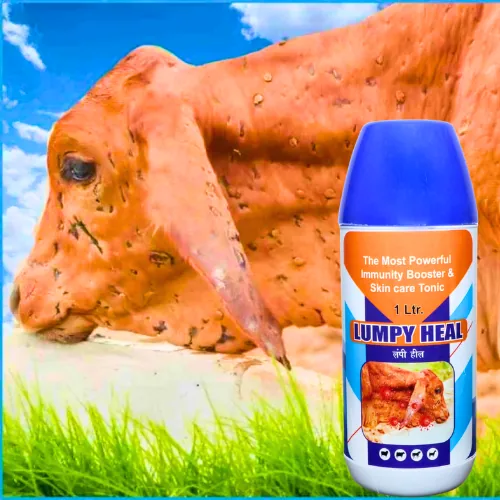 The Most Powerful
Immunity Booster &
Skin care Tonic
1 Ltr.
LUMPY HEAL
लंपी हील